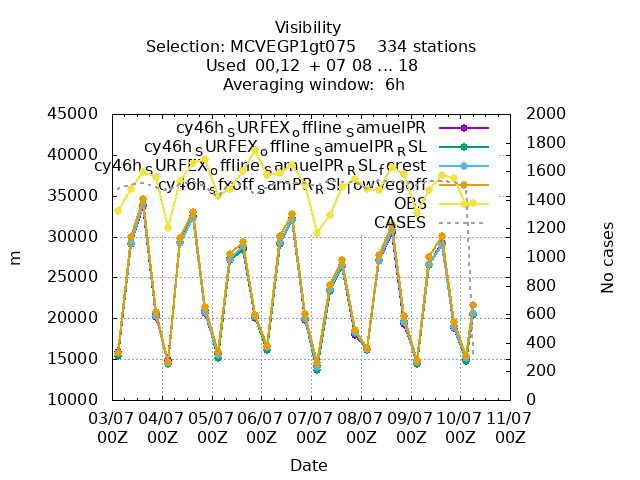 Visibility
Selection: MCVEGP1gt075 334 stations
Used 00,12 + 07 08 ... 18
Averaging window: 6h
45000 2000
cy46h_SURFEX_offline_samuelPR
1800
cy46h_SURFEX_offline_samuelPR_RSL
40000
cy46h_SURFEX_offline_samuelPR_RSL_forest 1600
cy46h_sfxoff_samPR_RSL_lowvegoff
35000 1400
OBS
CASES 1200
30000
m No cases
1000
25000
800
20000 600
400
15000
200
10000 0
03/07 04/07 05/07 06/07 07/07 08/07 09/07 10/07 11/07
00Z 00Z 00Z 00Z 00Z 00Z 00Z 00Z 00Z
Date